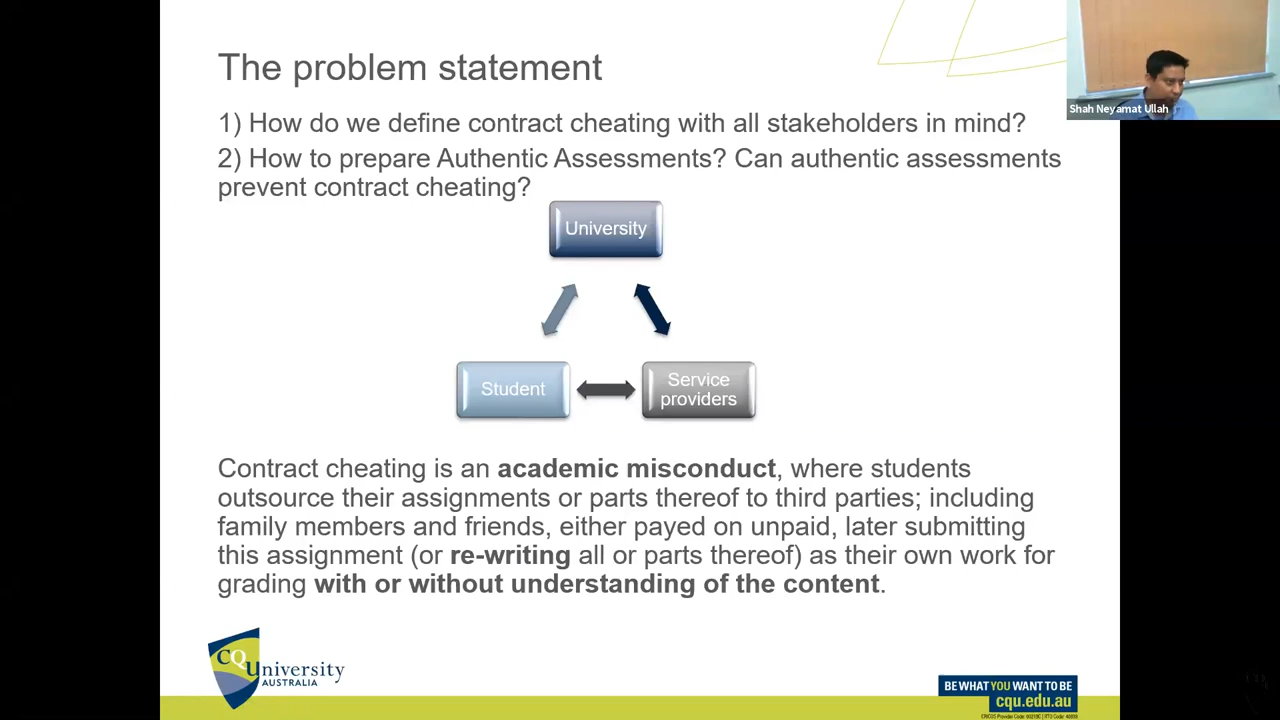 The problem statement
Shah Neyamat Ullah
1) How do we define contract cheating with all stakeholders in mind?
2) How to prepare Authentic Assessments? Can authentic assessments
prevent contract cheating?
University
Student
Service
providers
Contract cheating is an academic misconduct, where students
outsource their assignments or parts thereof to third parties; including
family members and friends, either payed on unpaid, later submitting
this assignment (or re-writing all or parts thereof) as their own work for
grading with or without understanding of the content.
CQUniversity
AUSTRALIA
BE WHAT YOU WANT TO BE
cqu.edu.au